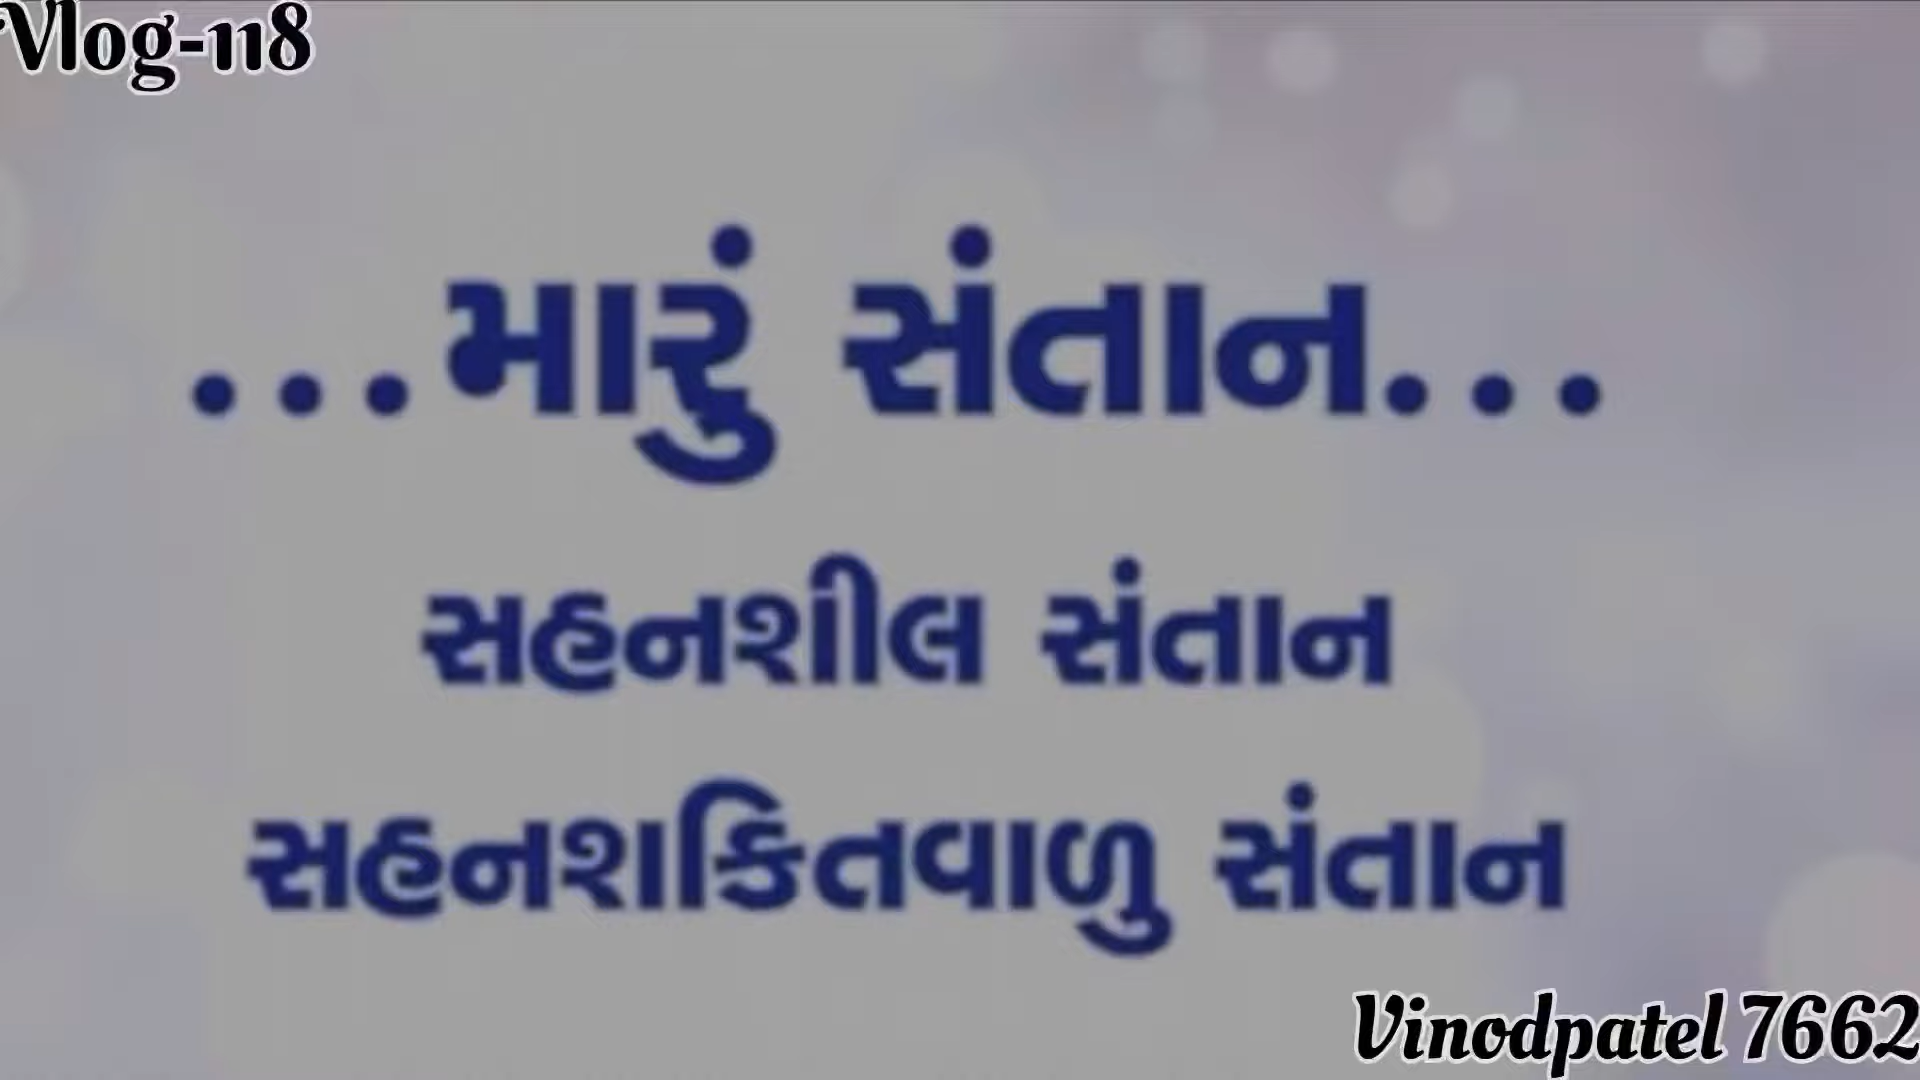 Vlog-118
...મારું સંતાન...
સહનશીલ સંતાન
સહનશકિતવાળુ સંતાન
Vinodpatel 7662